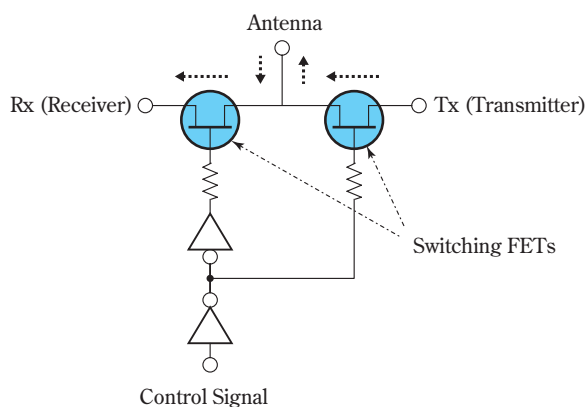 Antenna
Rx (Receiver)
Tx (Transmitter)
Switching FETs
Control Signal